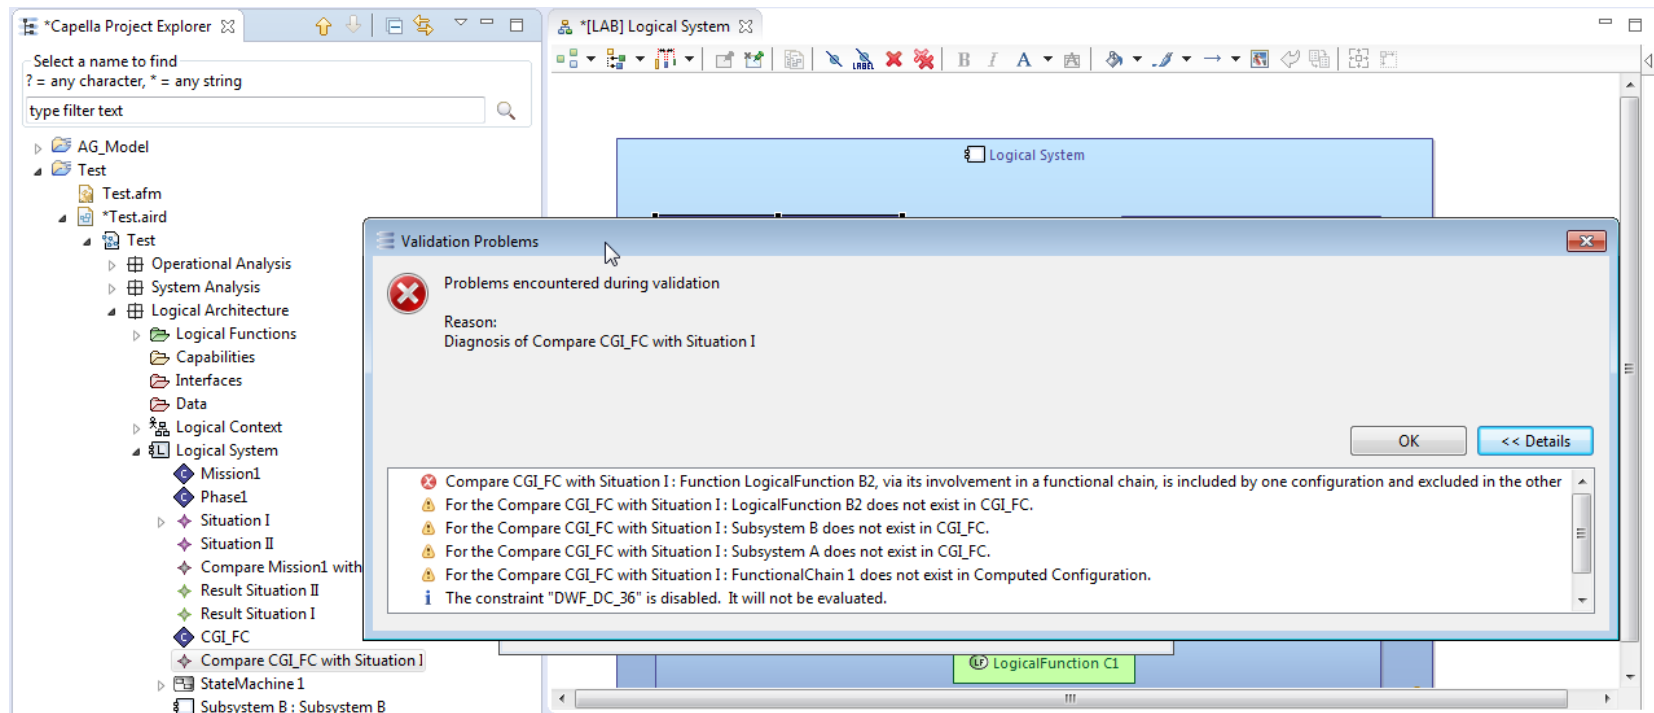 *Capella Project Explorer
Select a name to find
? = any character, * = any string
type filter text
AG_Model
Test
Test.afm
*Test.aird
Test
Operational Analysis
System Analysis
Logical Architecture
Logical Functions
Capabilities
Interfaces
Data
Logical Context
Logical System
Mission1
Phase1
Situation I
Situation II
Compare Mission1 with
Result Situation II
Result Situation I
CGI_FC
Compare CGI_FC with Situation I
StateMachine 1
Subsystem B : Subsystem B
*[LAB] Logical System
LABEL
B I A
Logical System
Validation Problems
Problems encountered during validation
Reason:
Diagnosis of Compare CGI_FC with Situation I
OK
<< Details
Compare CGI_FC with Situation I : Function LogicalFunction B2, via its involvement in a functional chain, is included by one configuration and excluded in the other
For the Compare CGI_FC with Situation I : LogicalFunction B2 does not exist in CGI_FC.
For the Compare CGI_FC with Situation I : Subsystem B does not exist in CGI_FC.
For the Compare CGI_FC with Situation I : Subsystem A does not exist in CGI_FC.
For the Compare CGI_FC with Situation I : FunctionalChain 1 does not exist in Computed Configuration.
The constraint "DWF_DC_36" is disabled. It will not be evaluated.
LF LogicalFunction C1